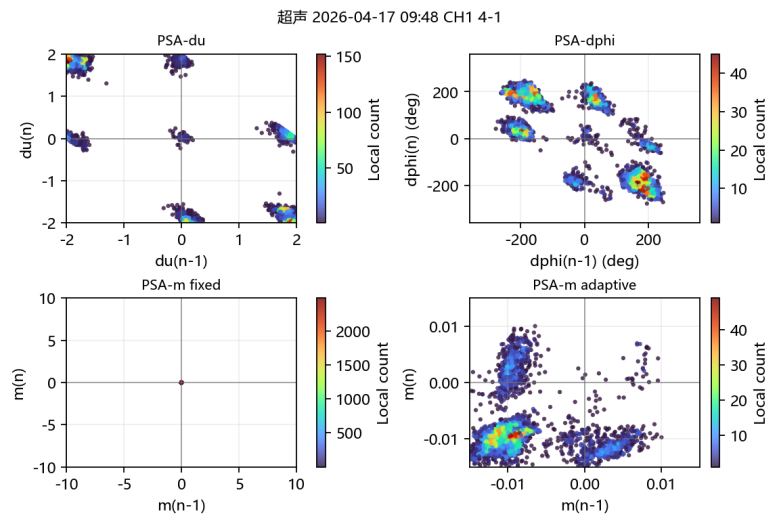 超声 2026-04-17 09:48 CH1 4-1
PSA-du
du(n)
2
1
0
-1
-2
-2
-1
0
1
2
du(n-1)
150
100
50
Local count
PSA-dphi
dphi(n) (deg)
200
0
-200
-200
0
200
dphi(n-1) (deg)
40
30
20
10
Local count
PSA-m fixed
m(n)
10
5
0
-5
-10
-10
-5
0
5
10
m(n-1)
2000
1500
1000
500
Local count
PSA-m adaptive
m(n)
0.01
0.00
-0.01
-0.01
0.00
0.01
m(n-1)
40
30
20
10
Local count